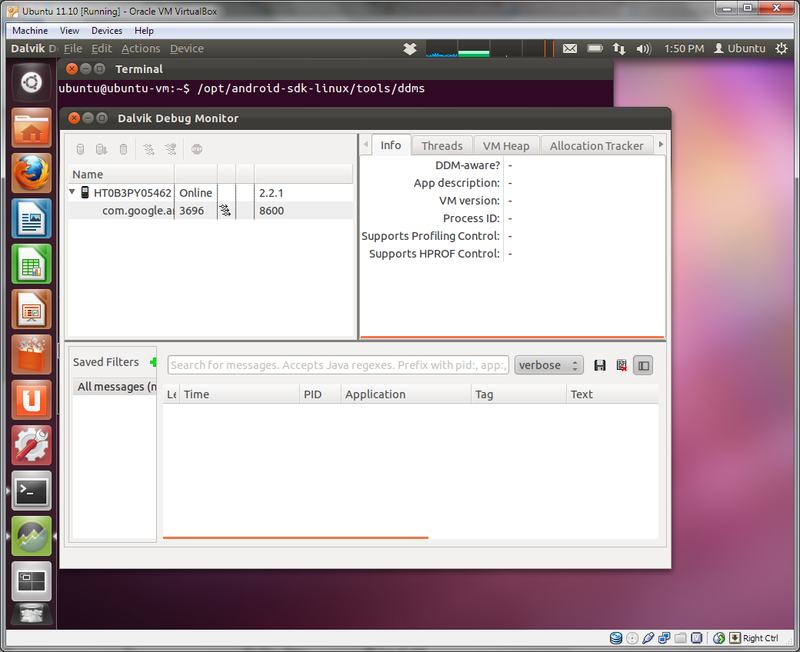 Ubuntu 11.10 [Running] - Oracle VM VirtualBox
Machine View Devices Help
Dalvik D File Edit Actions Device 1:50 PM Ubuntu
Terminal
ubuntu@ubuntu-vm:~$ /opt/android-sdk-linux/tools/ddms
Dalvik Debug Monitor
Info Threads VM Heap Allocation Tracker
Name
HT0B3PY05462 Online 2.2.1
com.google.an 3696 8600
DDM-aware? -
App description: -
VM version: -
Process ID: -
Supports Profiling Control: -
Supports HPROF Control: -
Saved Filters
All messages (n
Search for messages. Accepts Java regexes. Prefix with pid:, app:, verbose
Le Time PID Application Tag Text
Right Ctrl